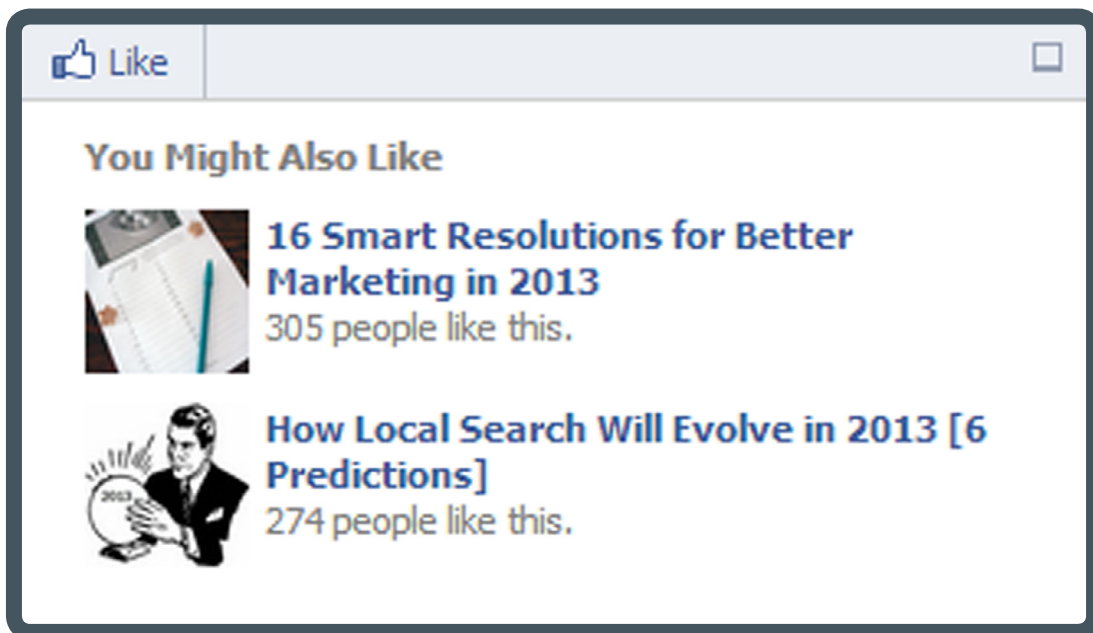 Like
You Might Also Like
16 Smart Resolutions for Better
Marketing in 2013
305 people like this.
How Local Search Will Evolve in 2013 [6
Predictions]
274 people like this.
2013